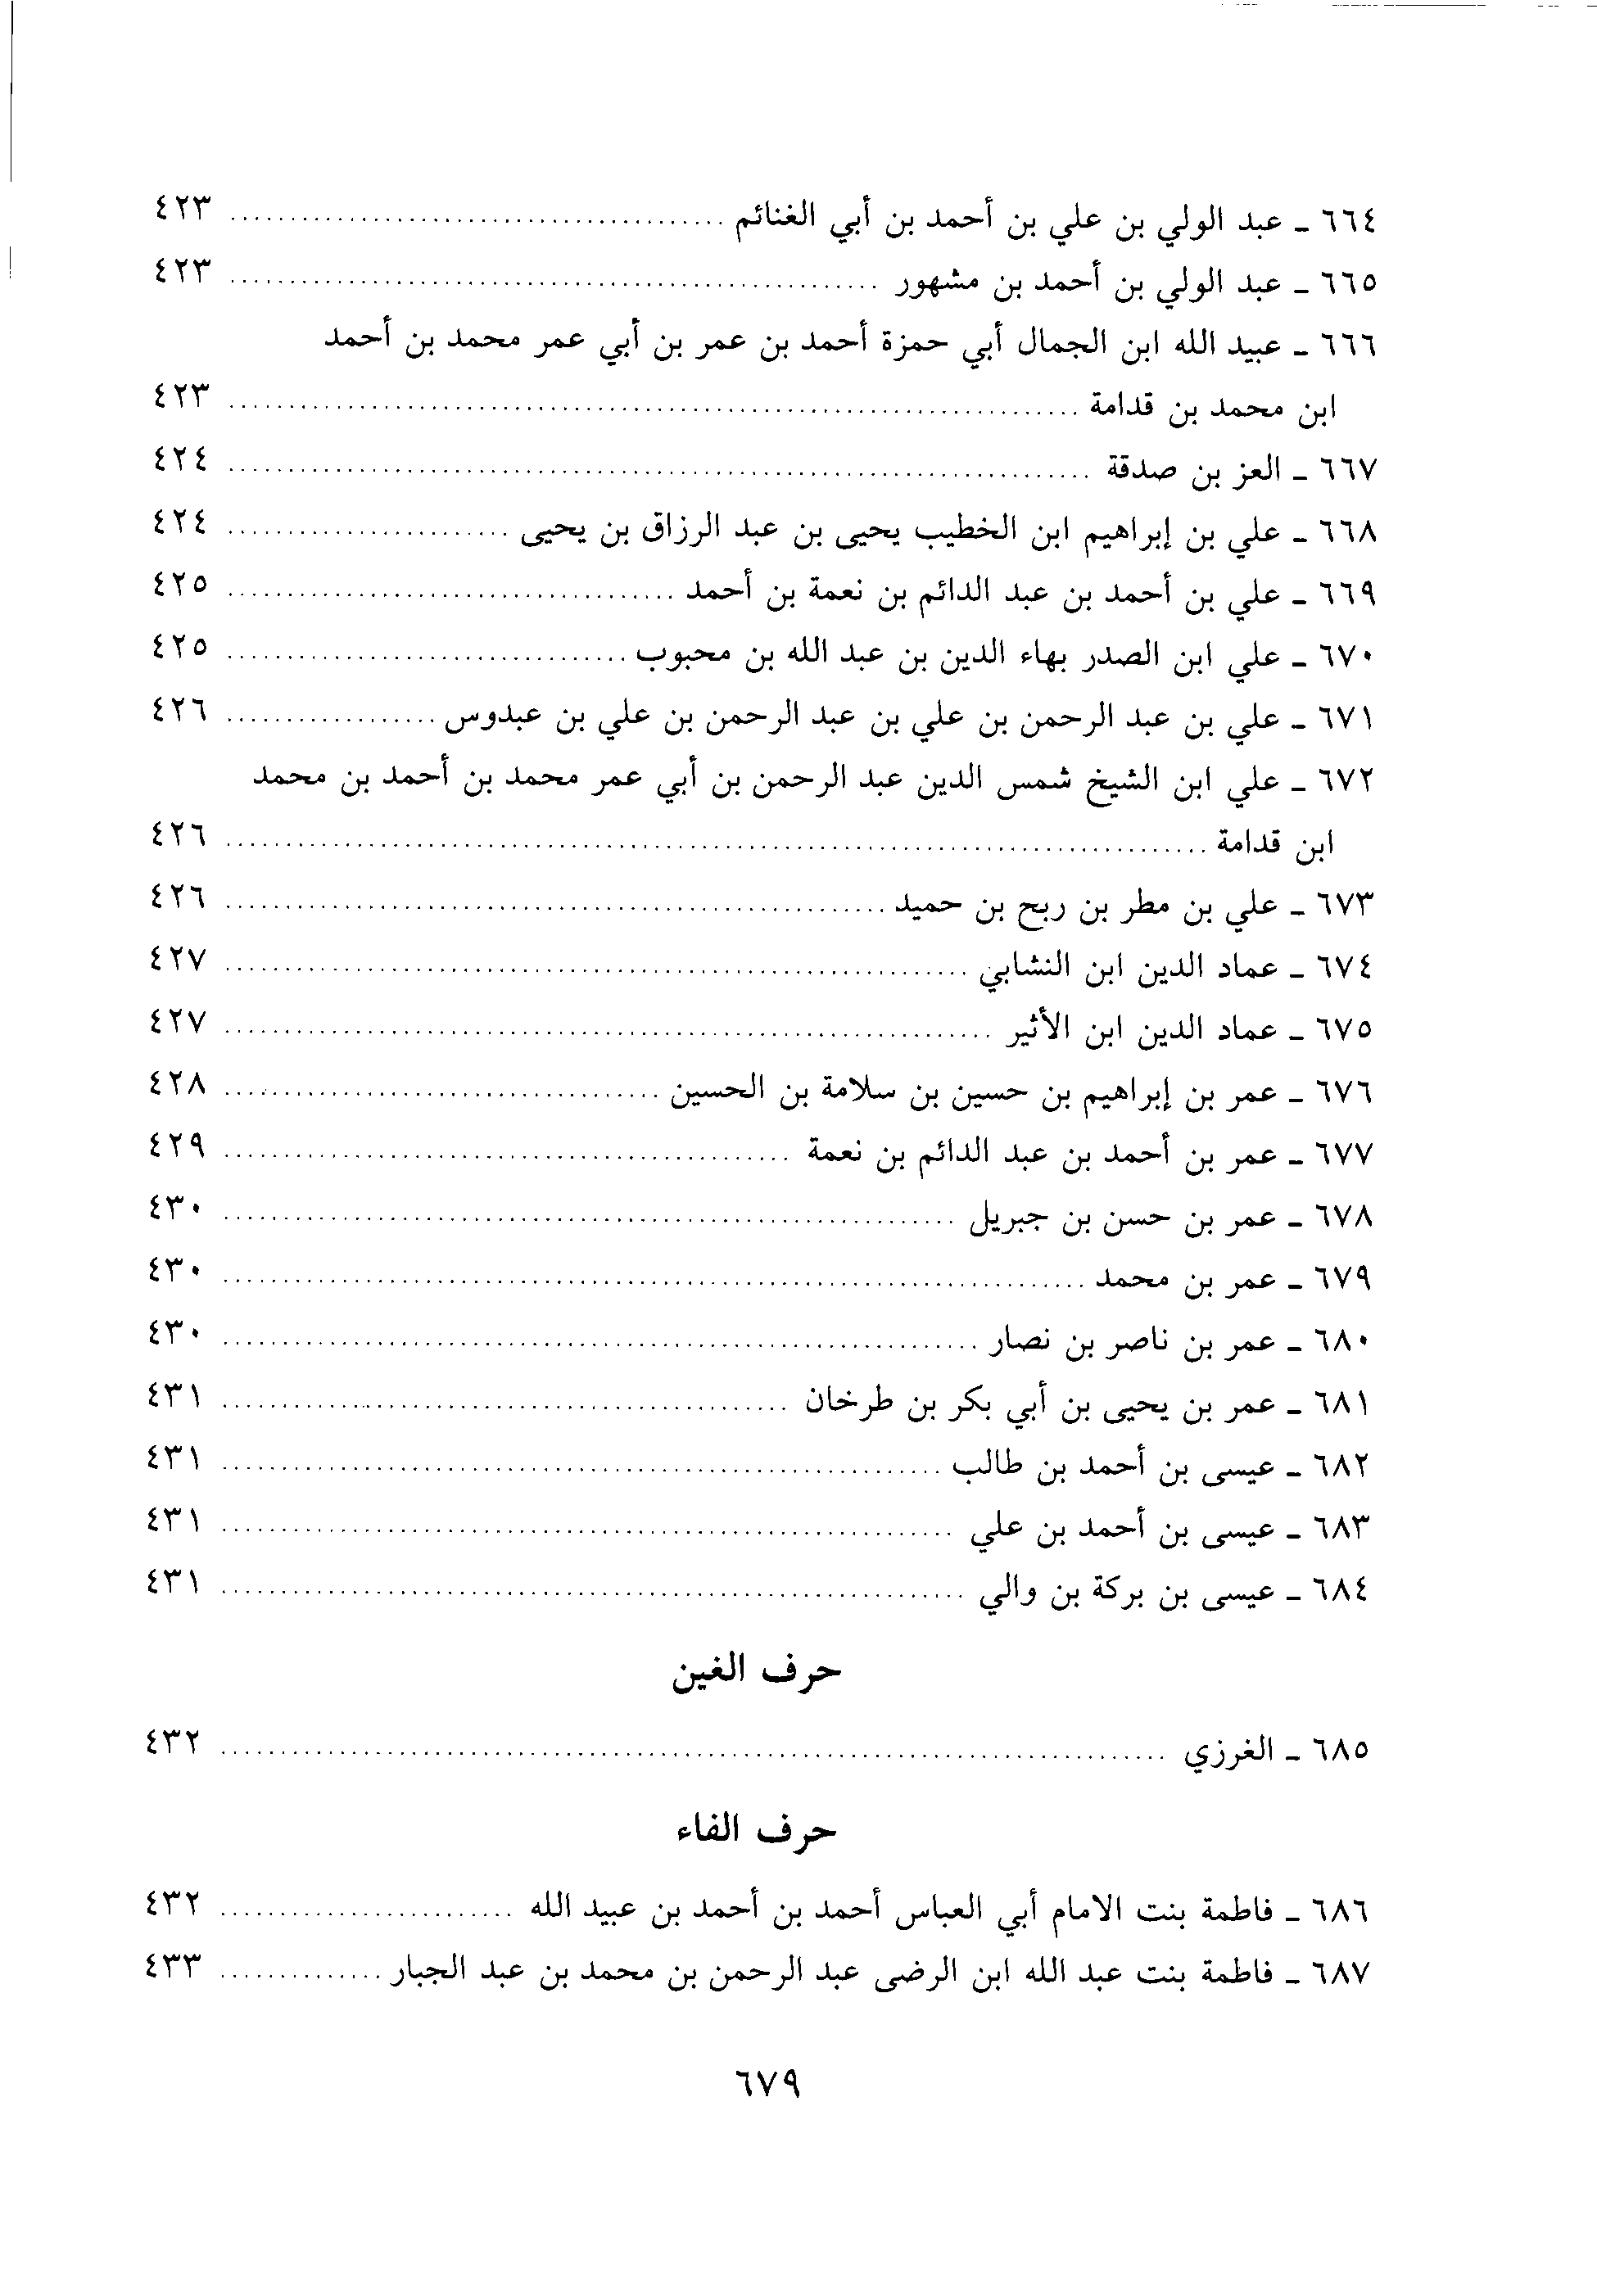 ٦٦٤ - عبد الولي بن علي بن أحمد بن أبي الغنائم ........ ٤٢٣
٦٦٥ - عبد الولي بن أحمد بن مشهور ........ ٤٢٣
٦٦٦ - عبيد الله ابن الجمال أبي حمزة أحمد بن عمر بن أبي عمر محمد بن أحمد
ابن محمد بن قدامة ........ ٤٢٣
٦٦٧ - العز بن صدقة ........ ٤٢٤
٦٦٨ - علي بن إبراهيم ابن الخطيب يحيى بن عبد الرزاق بن يحيى ........ ٤٢٤
٦٦٩ - علي بن أحمد بن عبد الدائم بن نعمة بن أحمد ........ ٤٢٥
٦٧٠ - علي ابن الصدر بهاء الدين بن عبد الله بن محبوب ........ ٤٢٥
٦٧١ - علي بن عبد الرحمن بن علي بن عبد الرحمن بن علي بن عبدوس ........ ٤٢٦
٦٧٢ - علي ابن الشيخ شمس الدين عبد الرحمن بن أبي عمر محمد بن أحمد بن محمد
ابن قدامة ........ ٤٢٦
٦٧٣ - علي بن مطر بن ربح بن حميد ........ ٤٢٦
٦٧٤ - عماد الدين ابن النشابي ........ ٤٢٧
٦٧٥ - عماد الدين ابن الأثير ........ ٤٢٧
٦٧٦ - عمر بن إبراهيم بن حسين بن سلامة بن الحسين ........ ٤٢٨
٦٧٧ - عمر بن أحمد بن عبد الدائم بن نعمة ........ ٤٢٩
٦٧٨ - عمر بن حسن بن جبريل ........ ٤٣٠
٦٧٩ - عمر بن محمد ........ ٤٣٠
٦٨٠ - عمر بن ناصر بن نصار ........ ٤٣٠
٦٨١ - عمر بن يحيى بن أبي بكر بن طرخان ........ ٤٣١
٦٨٢ - عيسى بن أحمد بن طالب ........ ٤٣١
٦٨٣ - عيسى بن أحمد بن علي ........ ٤٣١
٦٨٤ - عيسى بن بركة بن والي ........ ٤٣١
حرف الغين
٦٨٥ - الغرزي ........ ٤٣٢
حرف الفاء
٦٨٦ - فاطمة بنت الامام أبي العباس أحمد بن أحمد بن عبيد الله ........ ٤٣٢
٦٨٧ - فاطمة بنت عبد الله ابن الرضى عبد الرحمن بن محمد بن عبد الجبار ........ ٤٣٣
٦٧٩